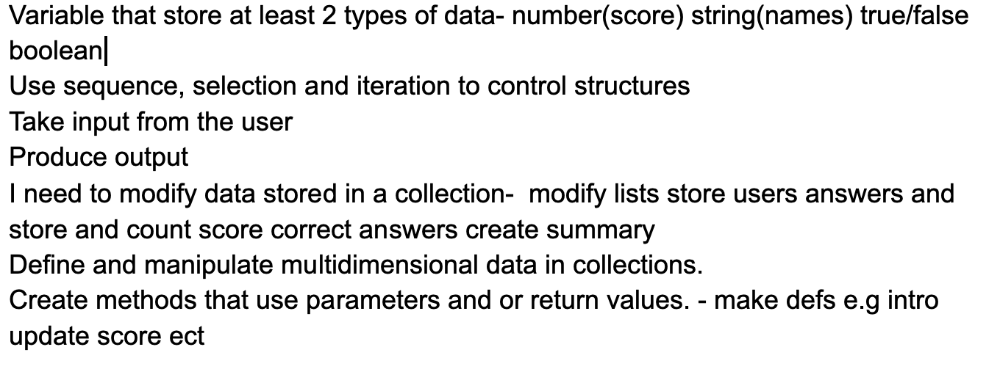 Variable that store at least 2 types of data- number(score) string(names) true/false
boolean
Use sequence, selection and iteration to control structures
Take input from the user
Produce output
I need to modify data stored in a collection-  modify lists store users answers and
store and count score correct answers create summary
Define and manipulate multidimensional data in collections.
Create methods that use parameters and or return values. - make defs e.g intro
update score ect